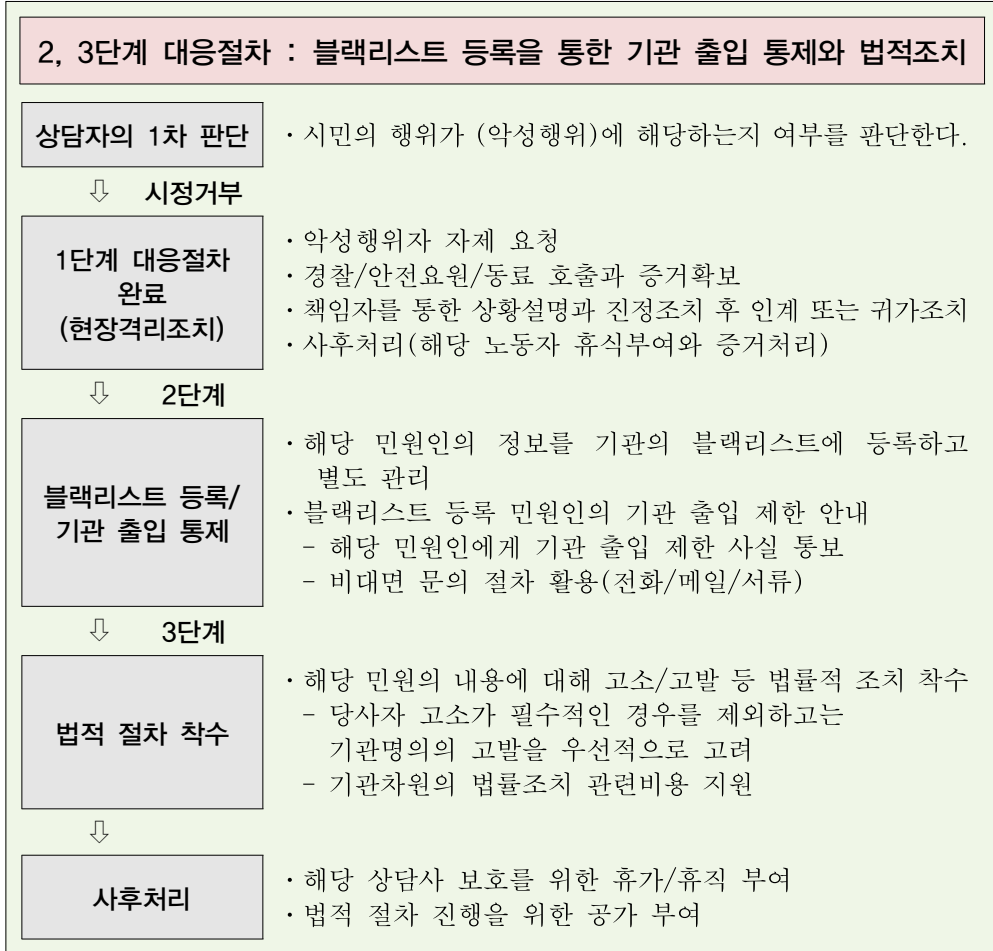 2, 3단계 대응절차 : 블랙리스트 등록을 통한 기관 출입 통제와 법적조치
상담자의 1차 판단
・시민의 행위가 (악성행위)에 해당하는지 여부를 판단한다.
⇩ 시정거부
1단계 대응절차
완료
(현장격리조치)
・악성행위자 자제 요청
・경찰/안전요원/동료 호출과 증거확보
・책임자를 통한 상황설명과 진정조치 후 인계 또는 귀가조치
・사후처리(해당 노동자 휴식부여와 증거처리)
⇩ 2단계
블랙리스트 등록/
기관 출입 통제
・해당 민원인의 정보를 기관의 블랙리스트에 등록하고
별도 관리
・블랙리스트 등록 민원인의 기관 출입 제한 안내
- 해당 민원인에게 기관 출입 제한 사실 통보
- 비대면 문의 절차 활용(전화/메일/서류)
⇩ 3단계
법적 절차 착수
・해당 민원의 내용에 대해 고소/고발 등 법률적 조치 착수
- 당사자 고소가 필수적인 경우를 제외하고는
기관명의의 고발을 우선적으로 고려
- 기관차원의 법률조치 관련비용 지원
⇩
사후처리
・해당 상담사 보호를 위한 휴가/휴직 부여
・법적 절차 진행을 위한 공가 부여